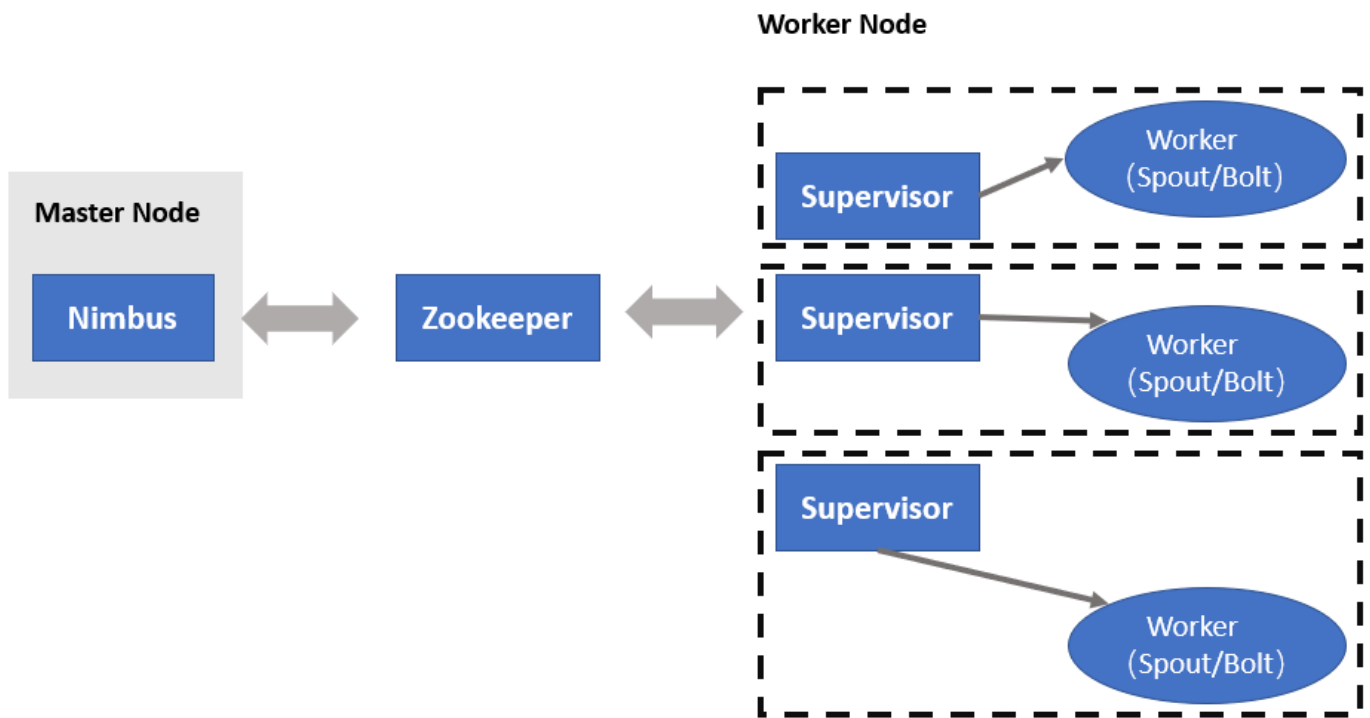 Worker Node
Master Node
Nimbus
Zookeeper
Supervisor
Worker
(Spout/Bolt)
Supervisor
Worker
(Spout/Bolt)
Supervisor
Worker
(Spout/Bolt)